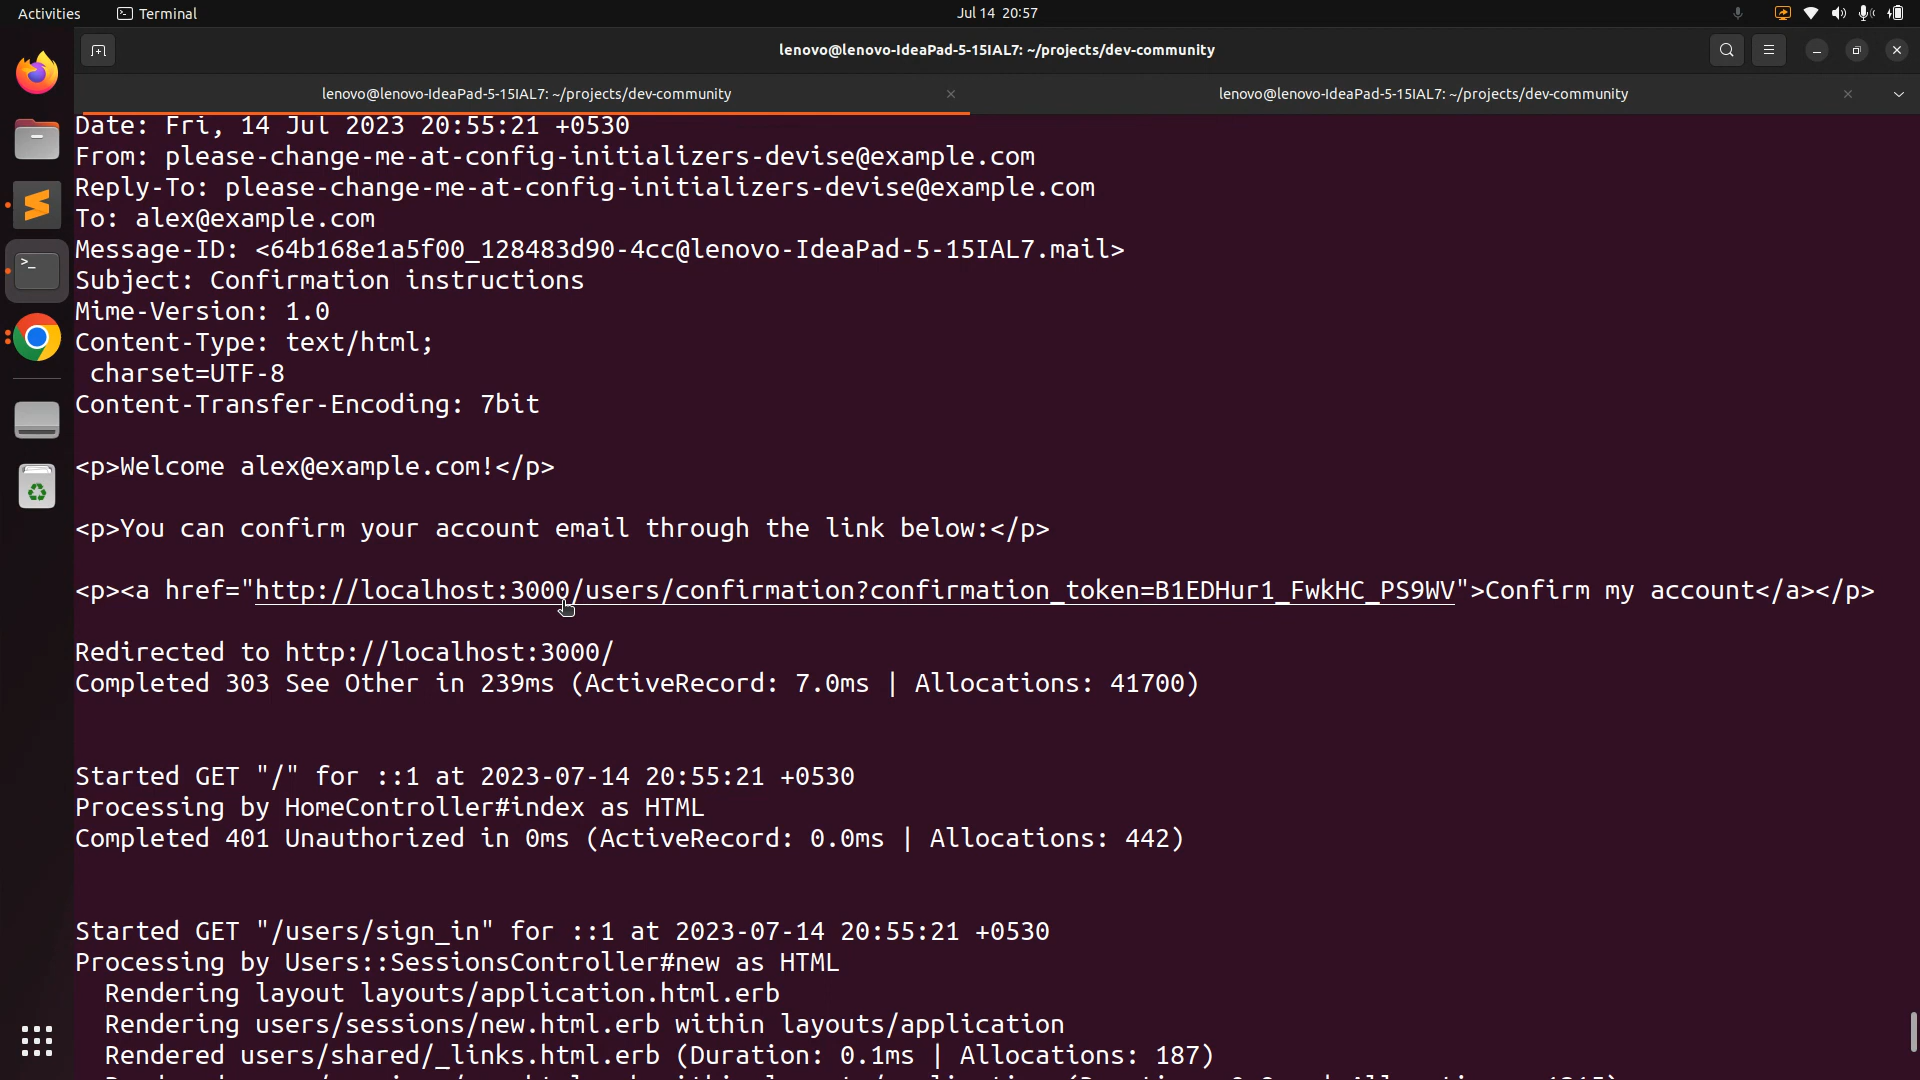 Activities
Terminal
Jul 14 20:57
lenovo@lenovo-IdeaPad-5-15IAL7: ~/projects/dev-community
lenovo@lenovo-IdeaPad-5-15IAL7: ~/projects/dev-community
lenovo@lenovo-IdeaPad-5-15IAL7: ~/projects/dev-community
Date: Fri, 14 Jul 2023 20:55:21 +0530
From: please-change-me-at-config-initializers-devise@example.com
Reply-To: please-change-me-at-config-initializers-devise@example.com
To: alex@example.com
Message-ID: <64b168e1a5f00_128483d90-4cc@lenovo-IdeaPad-5-15IAL7.mail>
Subject: Confirmation instructions
Mime-Version: 1.0
Content-Type: text/html;
 charset=UTF-8
Content-Transfer-Encoding: 7bit
<p>Welcome alex@example.com!</p>
<p>You can confirm your account email through the link below:</p>
<p><a href="http://localhost:3000/users/confirmation?confirmation_token=B1EDHur1_FwkHC_PS9WV">Confirm my account</a></p>
Redirected to http://localhost:3000/
Completed 303 See Other in 239ms (ActiveRecord: 7.0ms | Allocations: 41700)
Started GET "/" for ::1 at 2023-07-14 20:55:21 +0530
Processing by HomeController#index as HTML
Completed 401 Unauthorized in 0ms (ActiveRecord: 0.0ms | Allocations: 442)
Started GET "/users/sign_in" for ::1 at 2023-07-14 20:55:21 +0530
Processing by Users::SessionsController#new as HTML
  Rendering layout layouts/application.html.erb
  Rendering users/sessions/new.html.erb within layouts/application
  Rendered users/shared/_links.html.erb (Duration: 0.1ms | Allocations: 187)